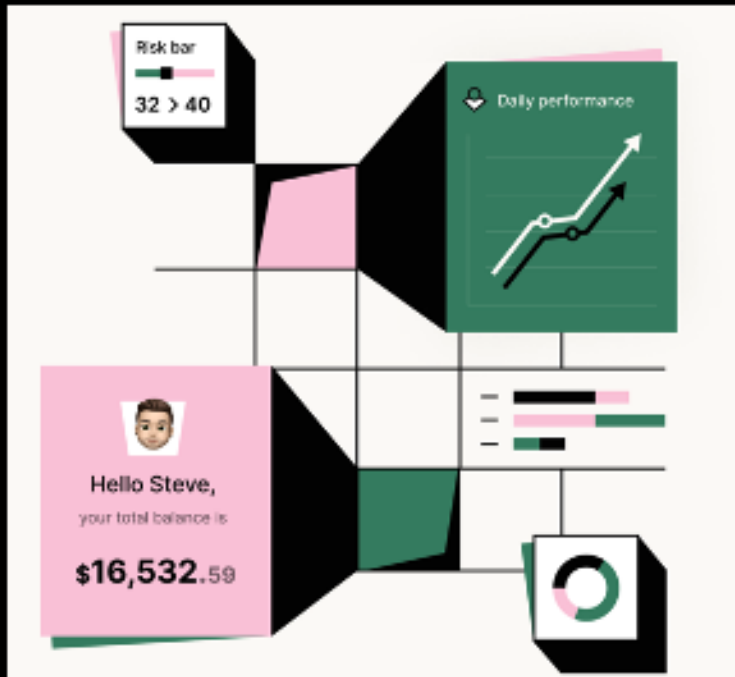 Risk bar
32 > 40
Daily performance
Hello Steve,
your total balance is
$16,532.59